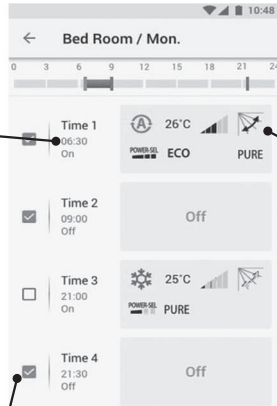 10:48
Bed Room / Mon.
0 3 6 9 12 15 18 21 24
Time 1
06:30
On
A 26°C
POWER-SEL ECO PURE
Time 2
09:00
Off
Off
Time 3
21:00
On
25°C
POWER-SEL PURE
Time 4
21:30
Off
Off